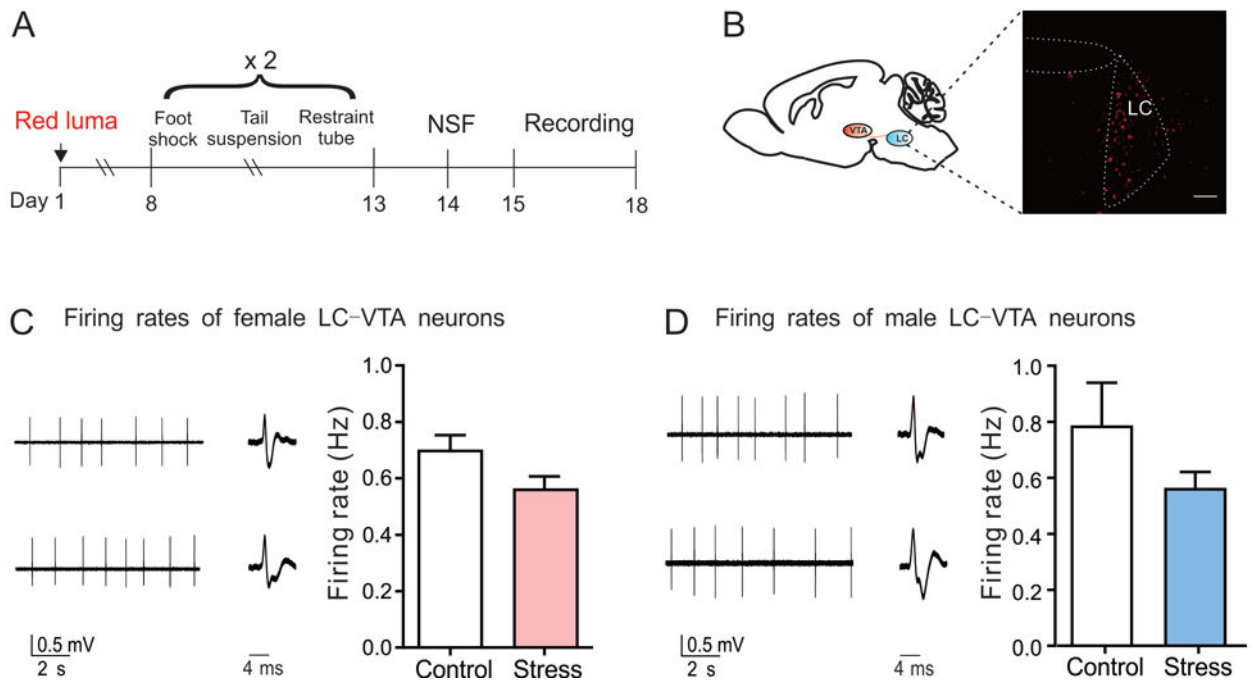 A
x 2
Red luma
Foot
shock
Tail
suspension
Restraint
tube
NSF
Recording
Day 1
8
13
14
15
18
B
VTA
LC
LC
C
Firing rates of female LC–VTA neurons
0.5 mV
2 s
4 ms
Firing rate (Hz)
1.0
0.8
0.6
0.4
0.2
0.0
Control
Stress
D
Firing rates of male LC–VTA neurons
0.5 mV
2 s
4 ms
Firing rate (Hz)
1.0
0.8
0.6
0.4
0.2
0.0
Control
Stress